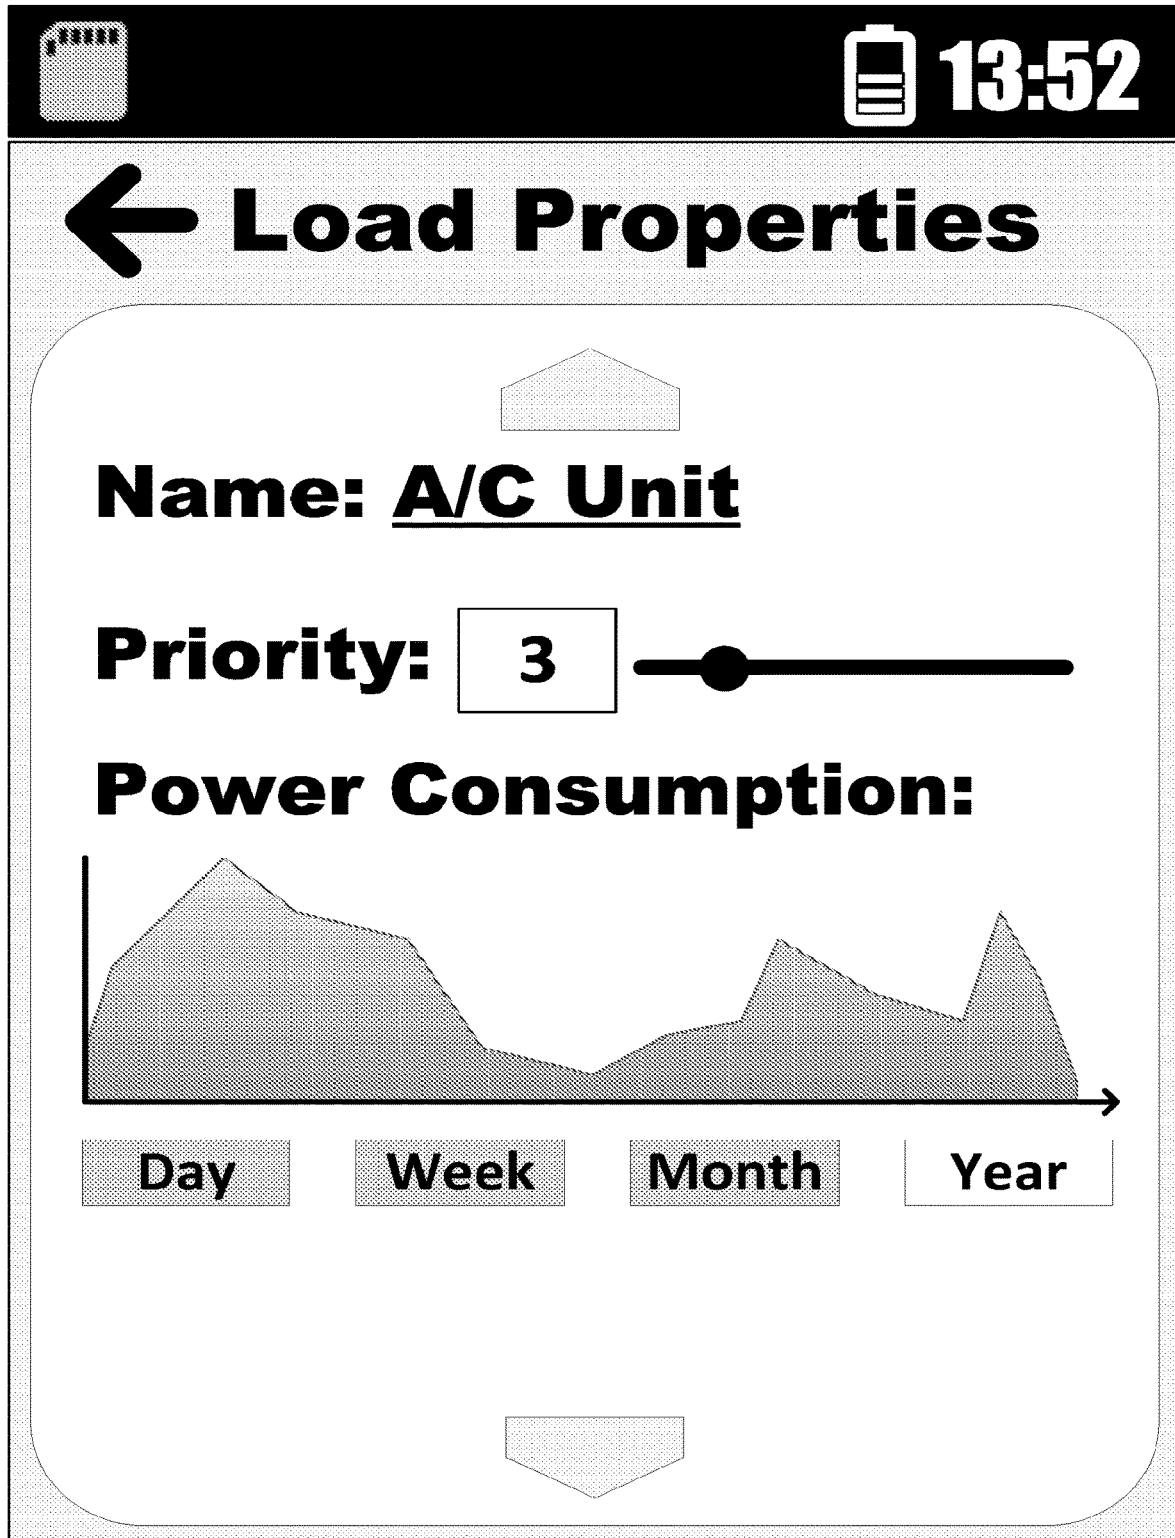 13:52
Load Properties
Name: A/C Unit
Priority: 3
Power Consumption:
Day Week Month Year